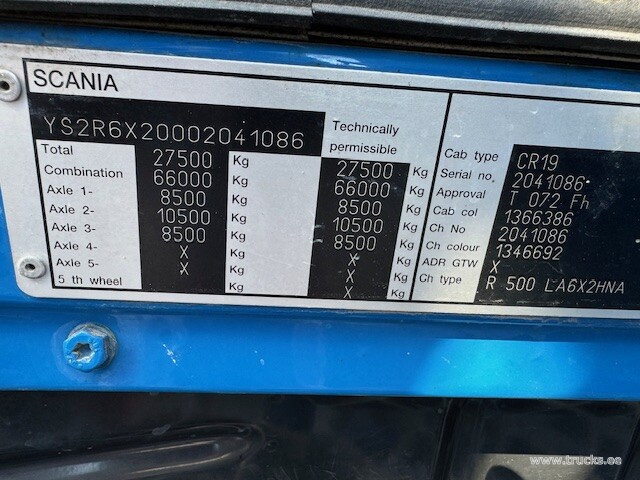 SCANIA
YS2R6X20002041086
Technically
permissible
Total 27500 Kg 27500 Kg
Combination 66000 Kg 66000 Kg
Axle 1- 8500 Kg 8500 Kg
Axle 2- 10500 Kg 10500 Kg
Axle 3- 8500 Kg 8500 Kg
Axle 4- X Kg X Kg
Axle 5- X Kg X Kg
5 th wheel X Kg X Kg
Cab type CR19
Serial no, 2041086
Approval T 072 Fh
Cab col 1366386
Ch No 2041086
Ch colour 1346692
ADR GTW X
Ch type R 500 LA6X2HNA
www.trucks.ee